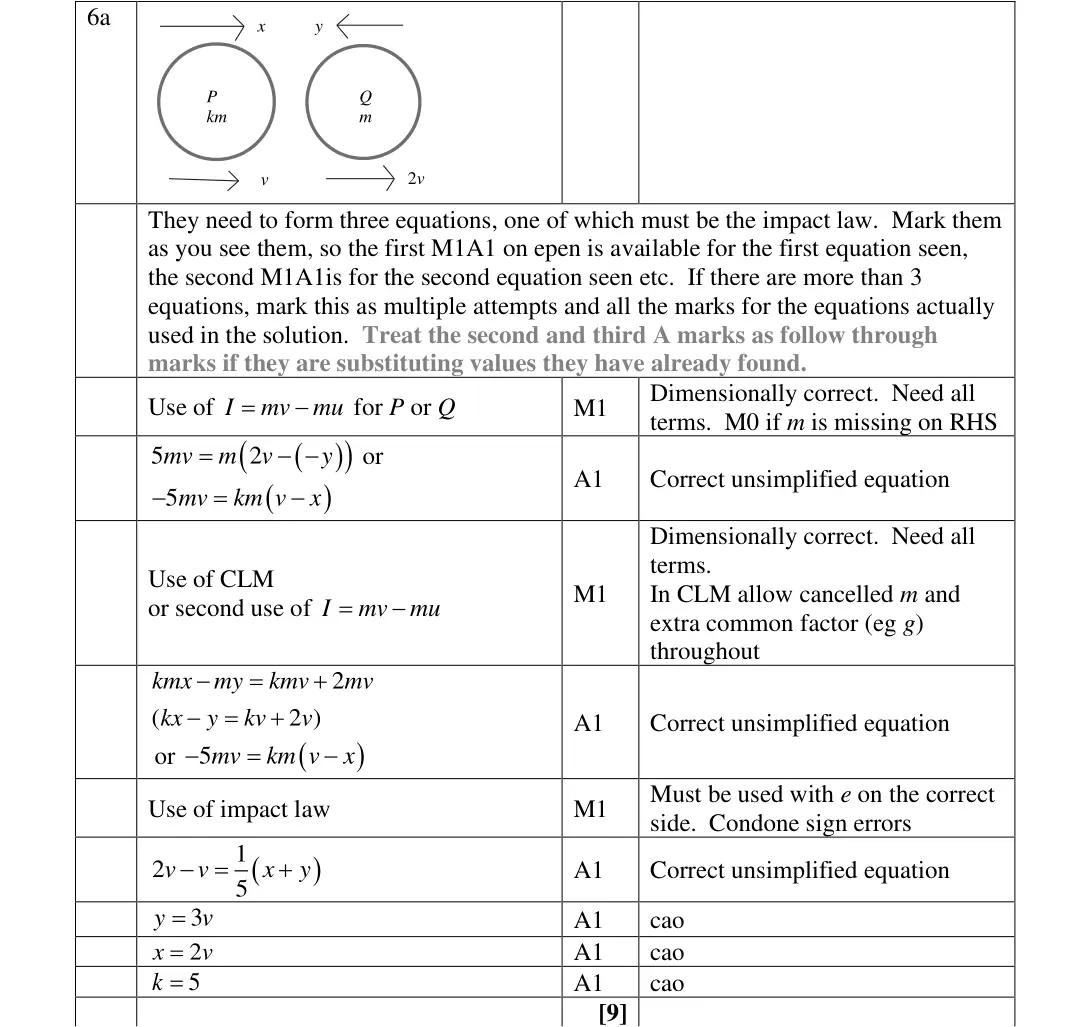 6a
x y
P Q
km m
v 2v
They need to form three equations, one of which must be the impact law. Mark them
as you see them, so the first M1A1 on epen is available for the first equation seen,
the second M1A1is for the second equation seen etc. If there are more than 3
equations, mark this as multiple attempts and all the marks for the equations actually
used in the solution. Treat the second and third A marks as follow through
marks if they are substituting values they have already found.
Use of I = mv − mu for P or Q
M1
Dimensionally correct. Need all
terms. M0 if m is missing on RHS
5mv = m(2v − (−y)) or
−5mv = km(v − x)
A1
Correct unsimplified equation
Use of CLM
or second use of I = mv − mu
M1
Dimensionally correct. Need all
terms.
In CLM allow cancelled m and
extra common factor (eg g)
throughout
kmx − my = kmv + 2mv
(kx − y = kv + 2v)
or −5mv = km(v − x)
A1
Correct unsimplified equation
Use of impact law
M1
Must be used with e on the correct
side. Condone sign errors
2v − v = 1/5 (x + y)
A1
Correct unsimplified equation
y = 3v A1 cao
x = 2v A1 cao
k = 5 A1 cao
[9]